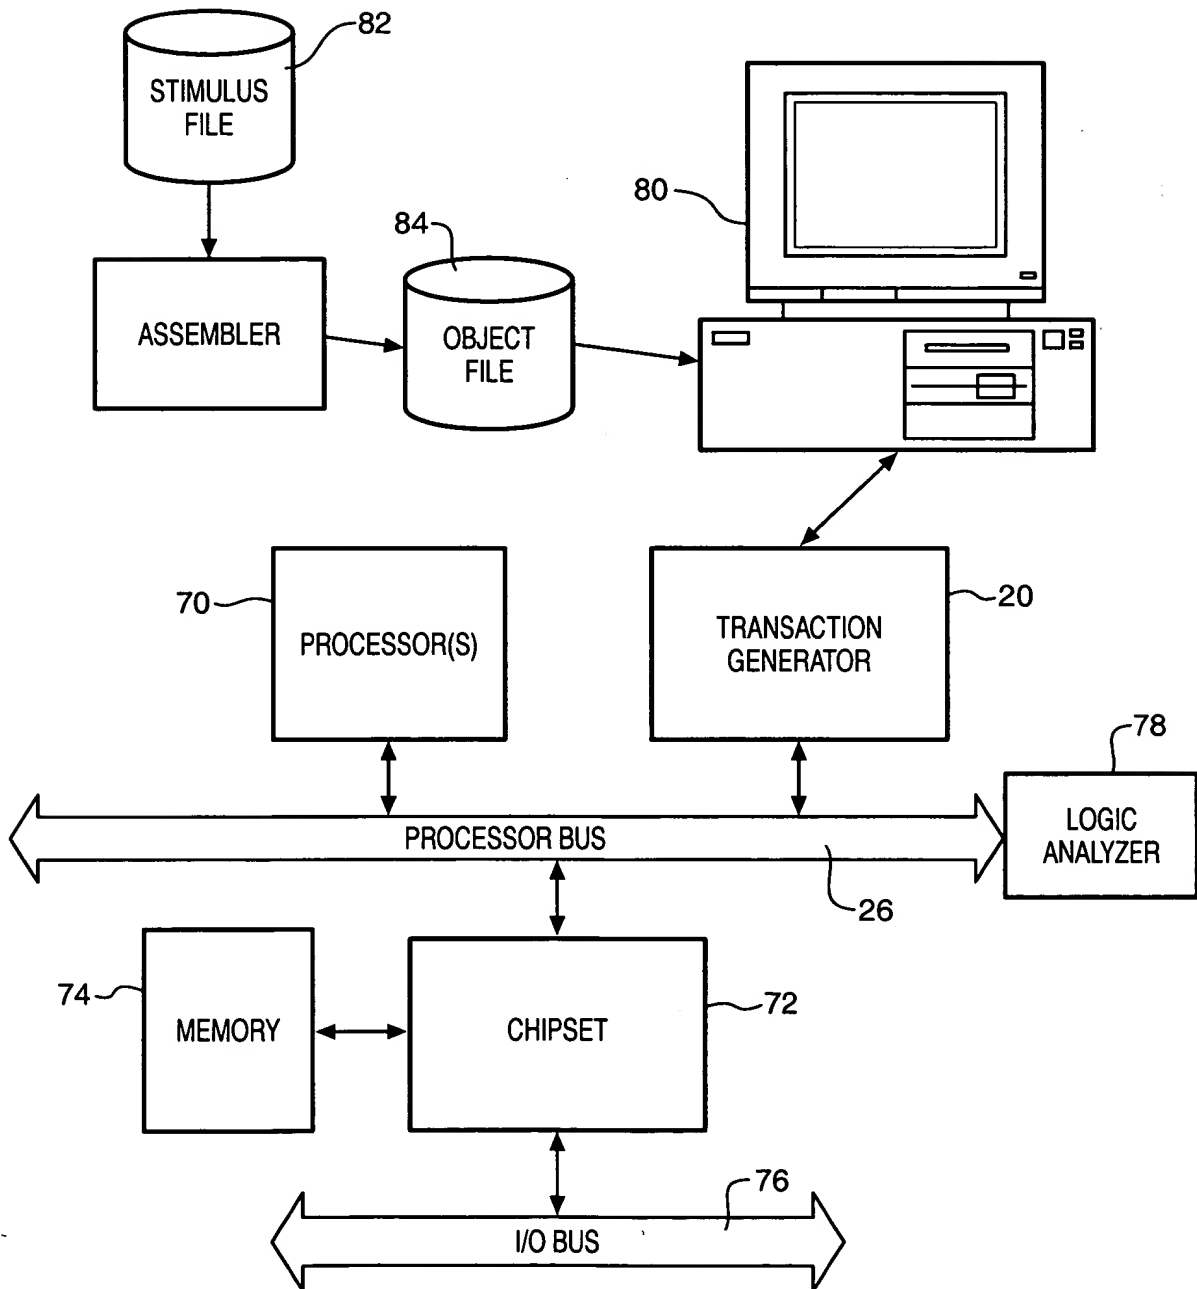 82
STIMULUS
FILE
84
80
ASSEMBLER
OBJECT
FILE
70
PROCESSOR(S)
20
TRANSACTION
GENERATOR
78
LOGIC
ANALYZER
PROCESSOR BUS
26
74
MEMORY
72
CHIPSET
76
I/O BUS